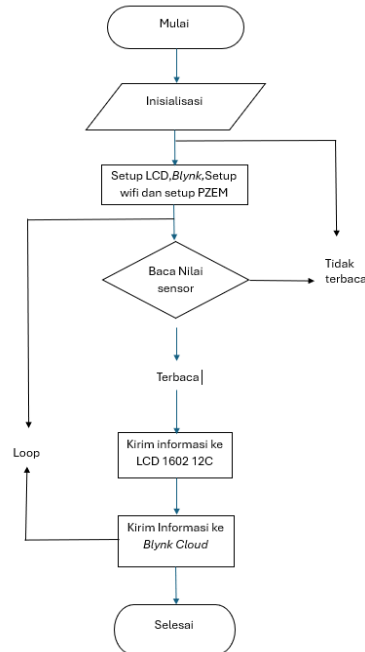 Mulai
Inisialisasi
Setup LCD,Blynk,Setup
wifi dan setup PZEM
Baca Nilai
sensor
Tidak
terbaca
Terbaca
Kirim informasi ke
LCD 1602 12C
Loop
Kirim Informasi ke
Blynk Cloud
Selesai